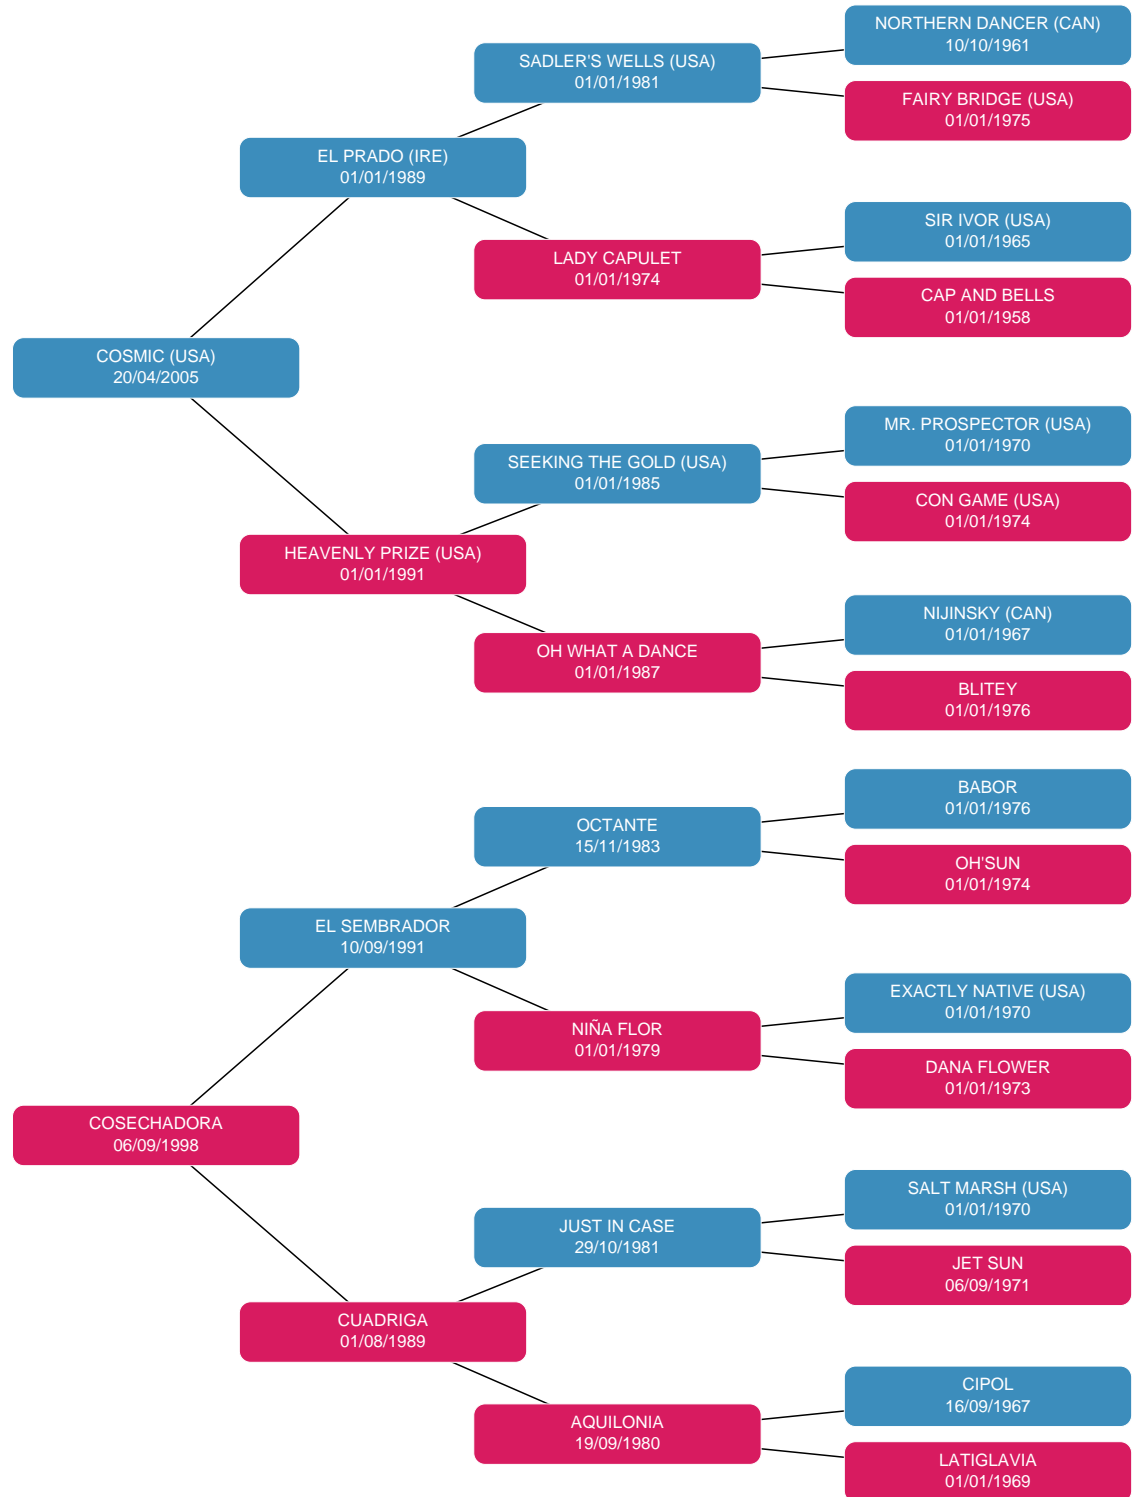 NORTHERN DANCER (CAN)
10/10/1961
SADLER'S WELLS (USA)
01/01/1981
FAIRY BRIDGE (USA)
01/01/1975
EL PRADO (IRE)
01/01/1989
SIR IVOR (USA)
01/01/1965
LADY CAPULET
01/01/1974
CAP AND BELLS
01/01/1958
COSMIC (USA)
20/04/2005
MR. PROSPECTOR (USA)
01/01/1970
SEEKING THE GOLD (USA)
01/01/1985
CON GAME (USA)
01/01/1974
HEAVENLY PRIZE (USA)
01/01/1991
NIJINSKY (CAN)
01/01/1967
OH WHAT A DANCE
01/01/1987
BLITEY
01/01/1976
BABOR
01/01/1976
OCTANTE
15/11/1983
OH'SUN
01/01/1974
EL SEMBRADOR
10/09/1991
EXACTLY NATIVE (USA)
01/01/1970
NIÑA FLOR
01/01/1979
DANA FLOWER
01/01/1973
COSECHADORA
06/09/1998
SALT MARSH (USA)
01/01/1970
JUST IN CASE
29/10/1981
JET SUN
06/09/1971
CUADRIGA
01/08/1989
CIPOL
16/09/1967
AQUILONIA
19/09/1980
LATIGLAVIA
01/01/1969